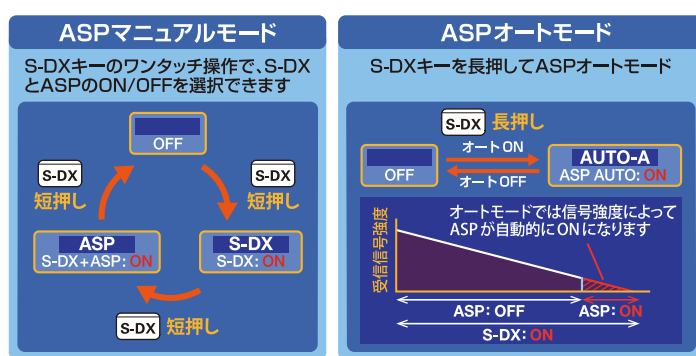 ASPマニュアルモード
S-DXキーのワンタッチ操作で、S-DX
とASPのON/OFFを選択できます
OFF
S-DX
短押し
S-DX
短押し
ASP
S-DX+ASP: ON
S-DX
S-DX: ON
S-DX 短押し
ASPオートモード
S-DXキーを長押してASPオートモード
S-DX 長押し
オートON
OFF
AUTO-A
ASP AUTO: ON
オートOFF
受信信号強度
オートモードでは信号強度によって
ASPが自動的にONになります
ASP: OFF
ASP: ON
S-DX: ON